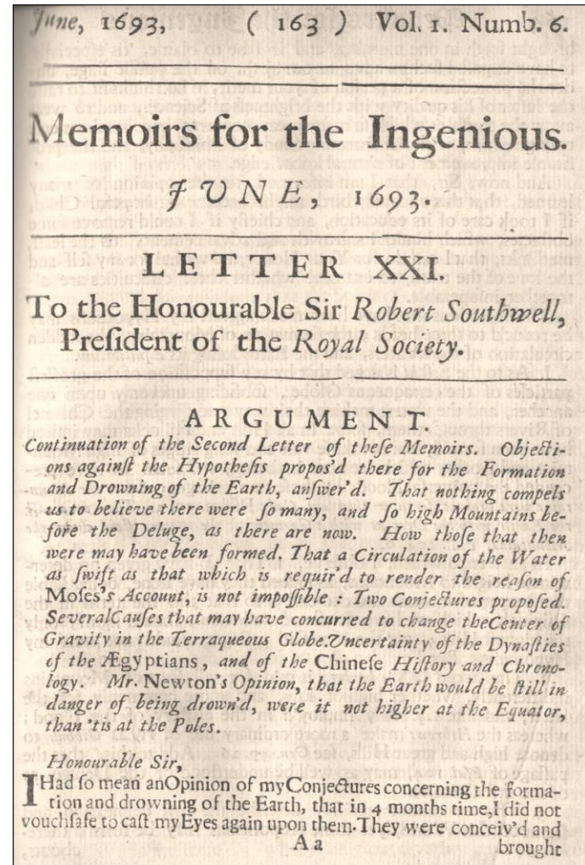 June, 1693, ( 163 ) Vol. 1. Numb. 6.
Memoirs for the Ingenious.
JUNE, 1693.
LETTER XXI.
To the Honourable Sir Robert Southwell,
Preſident of the Royal Society.
ARGUMENT.
Continuation of the Second Letter of theſe Memoirs. Objecti-
ons againſt the Hypotheſis propos'd there for the Formation
and Drowning of the Earth, anſwer'd. That nothing compels
us to believe there were ſo many, and ſo high Mountains be-
fore the Deluge, as there are now. How thoſe that then
were may have been formed. That a Circulation of the Water
as ſwift as that which is requir'd to render the reaſon of
Moses's Account, is not impoſſible : Two Conjectures propoſed.
Several Cauſes that may have concurred to change the Center of
Gravity in the Terraqueous Globe. Uncertainty of the Dynaſties
of the Ægyptians, and of the Chineſe Hiſtory and Chrono-
logy. Mr. Newton's Opinion, that the Earth would be ſtill in
danger of being drown'd, were it not higher at the Equator,
than 'tis at the Poles.
Honourable Sir,
I Had ſo mean an Opinion of my Conjectures concerning the forma-
tion and drowning of the Earth, that in 4 months time, I did not
vouchſafe to caſt my Eyes again upon them. They were conceiv'd and
A a brought